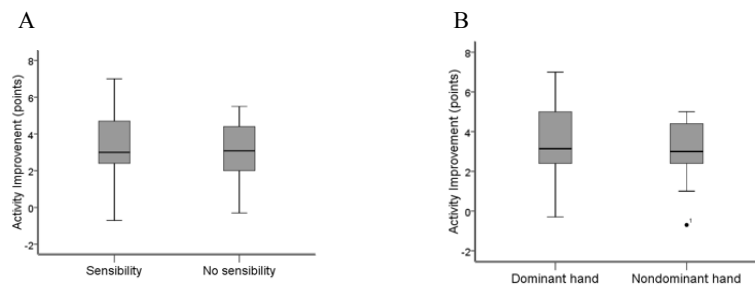 A
Activity Improvement (points)
8
6
4
2
0
-2
Sensibility
No sensibility
B
Activity Improvement (points)
8
6
4
2
0
-2
1
Dominant hand
Nondominant hand